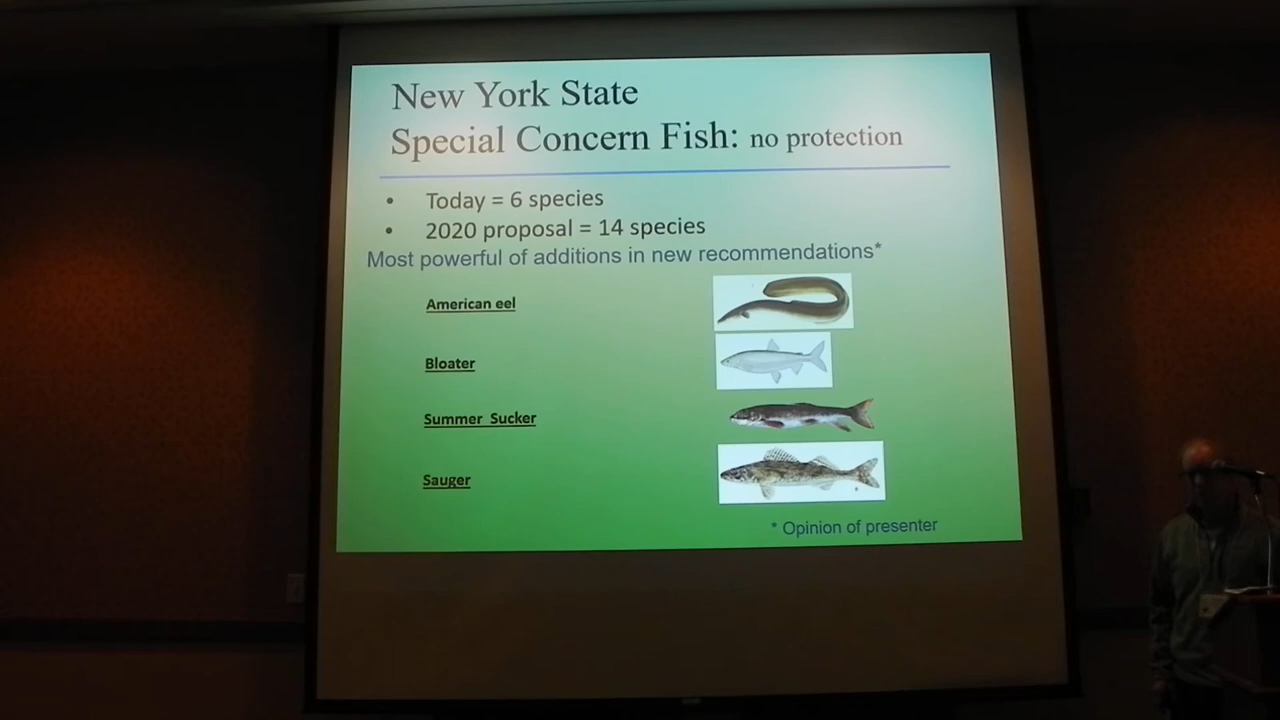 New York State
Special Concern Fish: no protection
• Today = 6 species
• 2020 proposal = 14 species
Most powerful of additions in new recommendations*
American eel
Bloater
Summer Sucker
Sauger
* Opinion of presenter